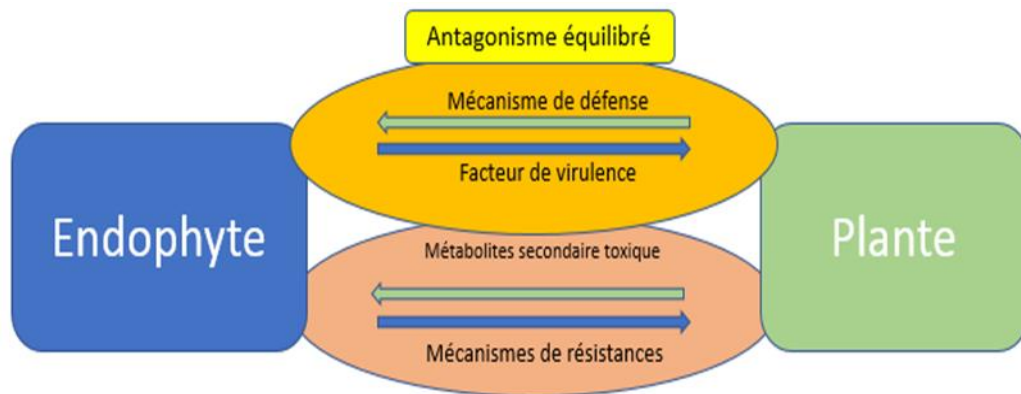 Antagonisme équilibré
Mécanisme de défense
Facteur de virulence
Endophyte
Plante
Métabolites secondaire toxique
Mécanismes de résistances